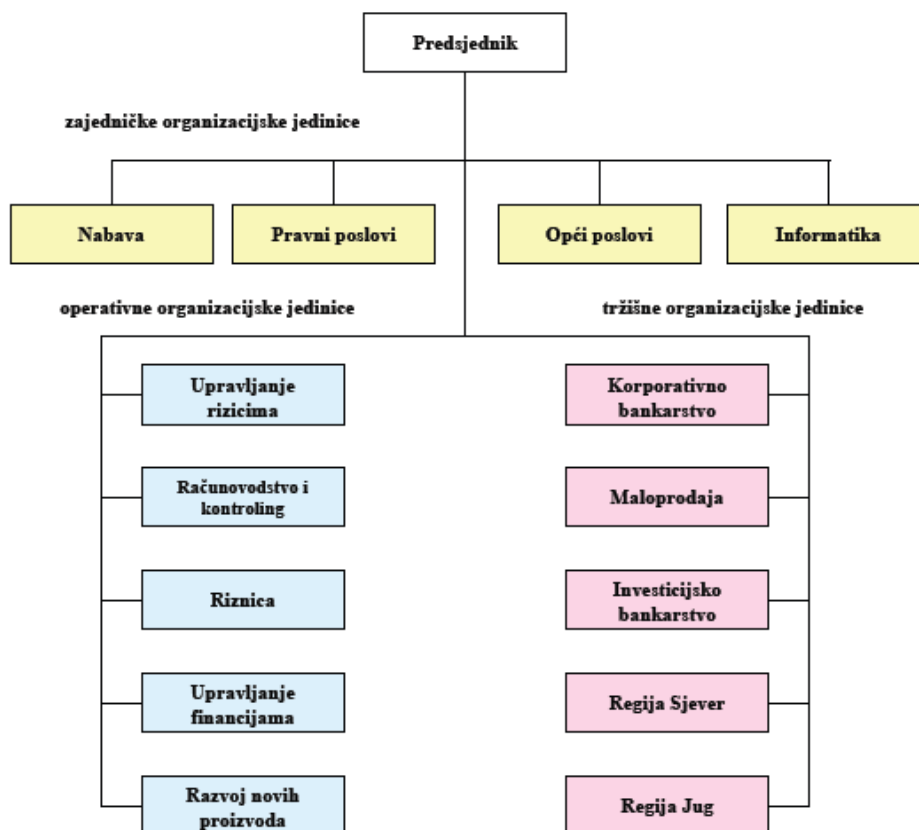 Predsjednik
zajedničke organizacijske jedinice
Nabava
Pravni poslovi
Opći poslovi
Informatika
operativne organizacijske jedinice
tržišne organizacijske jedinice
Upravljanje
rizicima
Korporativno
bankarstvo
Računovodstvo i
kontroling
Maloprodaja
Riznica
Investicijsko
bankarstvo
Upravljanje
financijama
Regija Sjever
Razvoj novih
proizvoda
Regija Jug